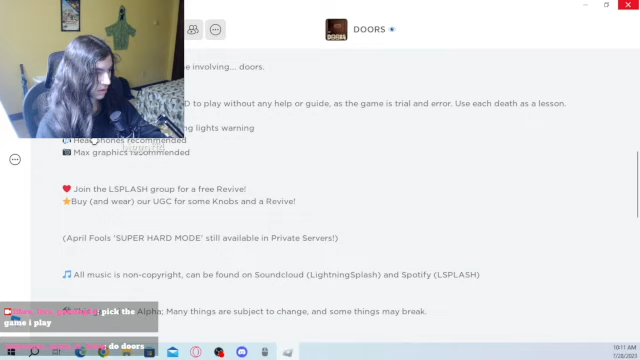 DOORS
e involving... doors.
D to play without any help or guide, as the game is trial and error. Use each death as a lesson.
ng lights warning
Headphones recommended
Max graphics recommended
Join the LSPLASH group for a free Revive!
Buy (and wear) our UGC for some Knobs and a Revive!
(April Fools 'SUPER HARD MODE' still available in Private Servers!)
All music is non-copyright, can be found on Soundcloud (LightningSplash) and Spotify (LSPLASH)
Alpha; Many things are subject to change, and some things may break.
pick the
game i play
do doors
10:11 AM
7/28/2023